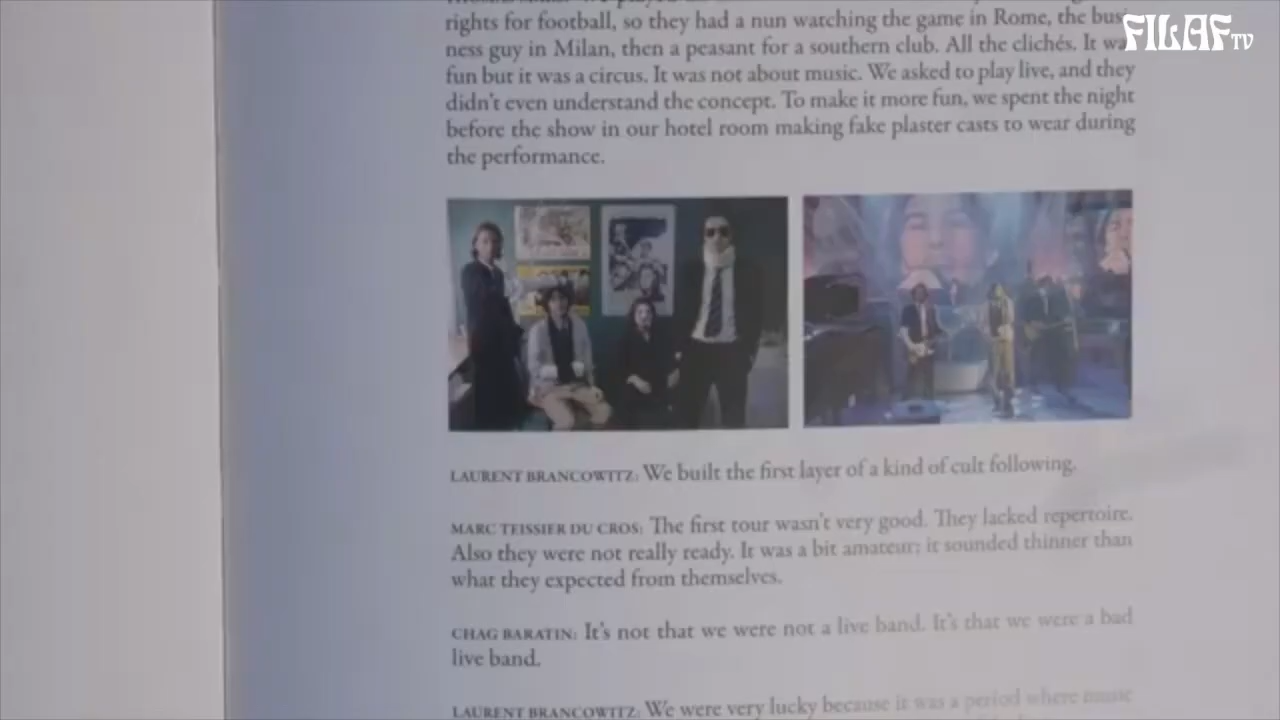 rights for football, so they had a nun watching the game in Rome, the busi-
ness guy in Milan, then a peasant for a southern club. All the clichés. It was
fun but it was a circus. It was not about music. We asked to play live, and they
didn't even understand the concept. To make it more fun, we spent the night
before the show in our hotel room making fake plaster casts to wear during
the performance.
LAURENT BRANCOWITZ: We built the first layer of a kind of cult following.
MARC TEISSIER DU CROS: The first tour wasn't very good. They lacked repertoire.
Also they were not really ready. It was a bit amateur; it sounded thinner than
what they expected from themselves.
CHAG BARATIN: It's not that we were not a live band. It's that we were a bad
live band.
LAURENT BRANCOWITZ: We were very lucky because it was a period where music
FILAF TV